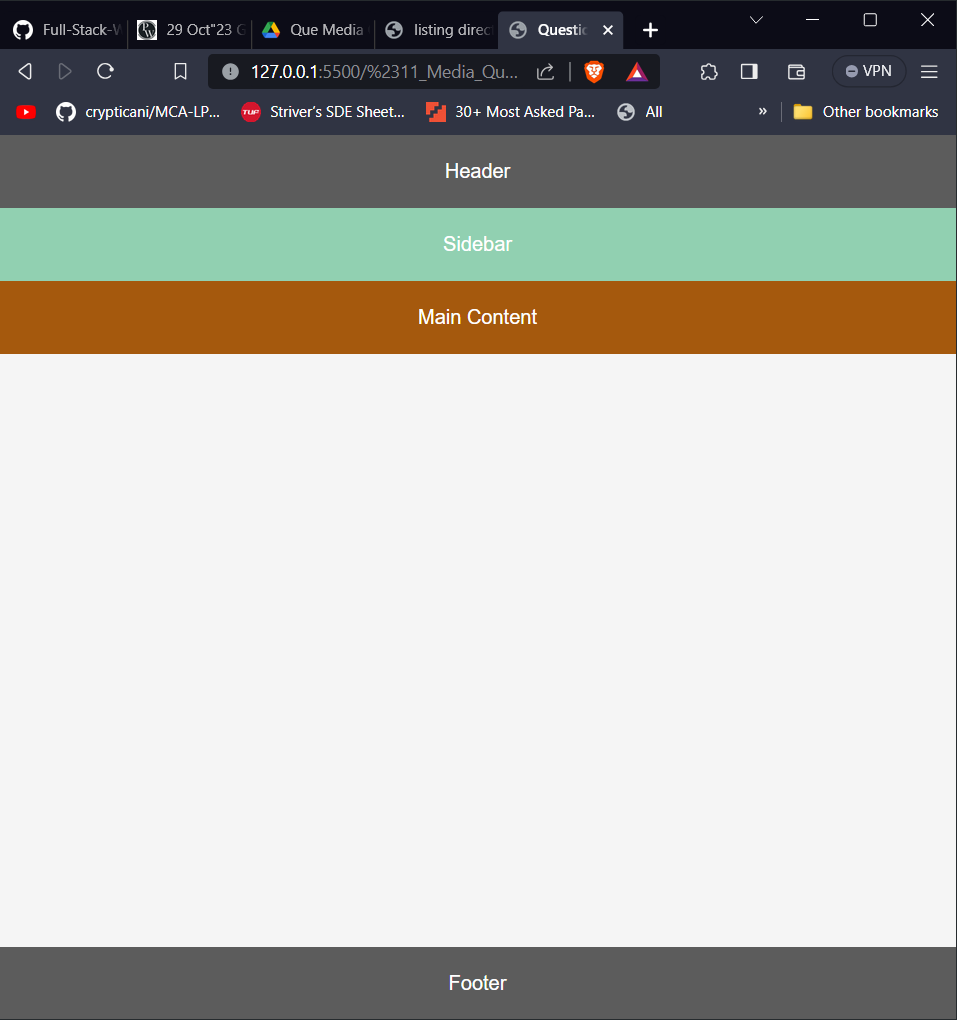 Full-Stack-W 29 Oct"23 G Que Media listing direc Questio
127.0.0.1:5500/%2311_Media_Qu... VPN
crypticani/MCA-LP... TUF Striver's SDE Sheet... 30+ Most Asked Pa... All » Other bookmarks
Header
Sidebar
Main Content
Footer